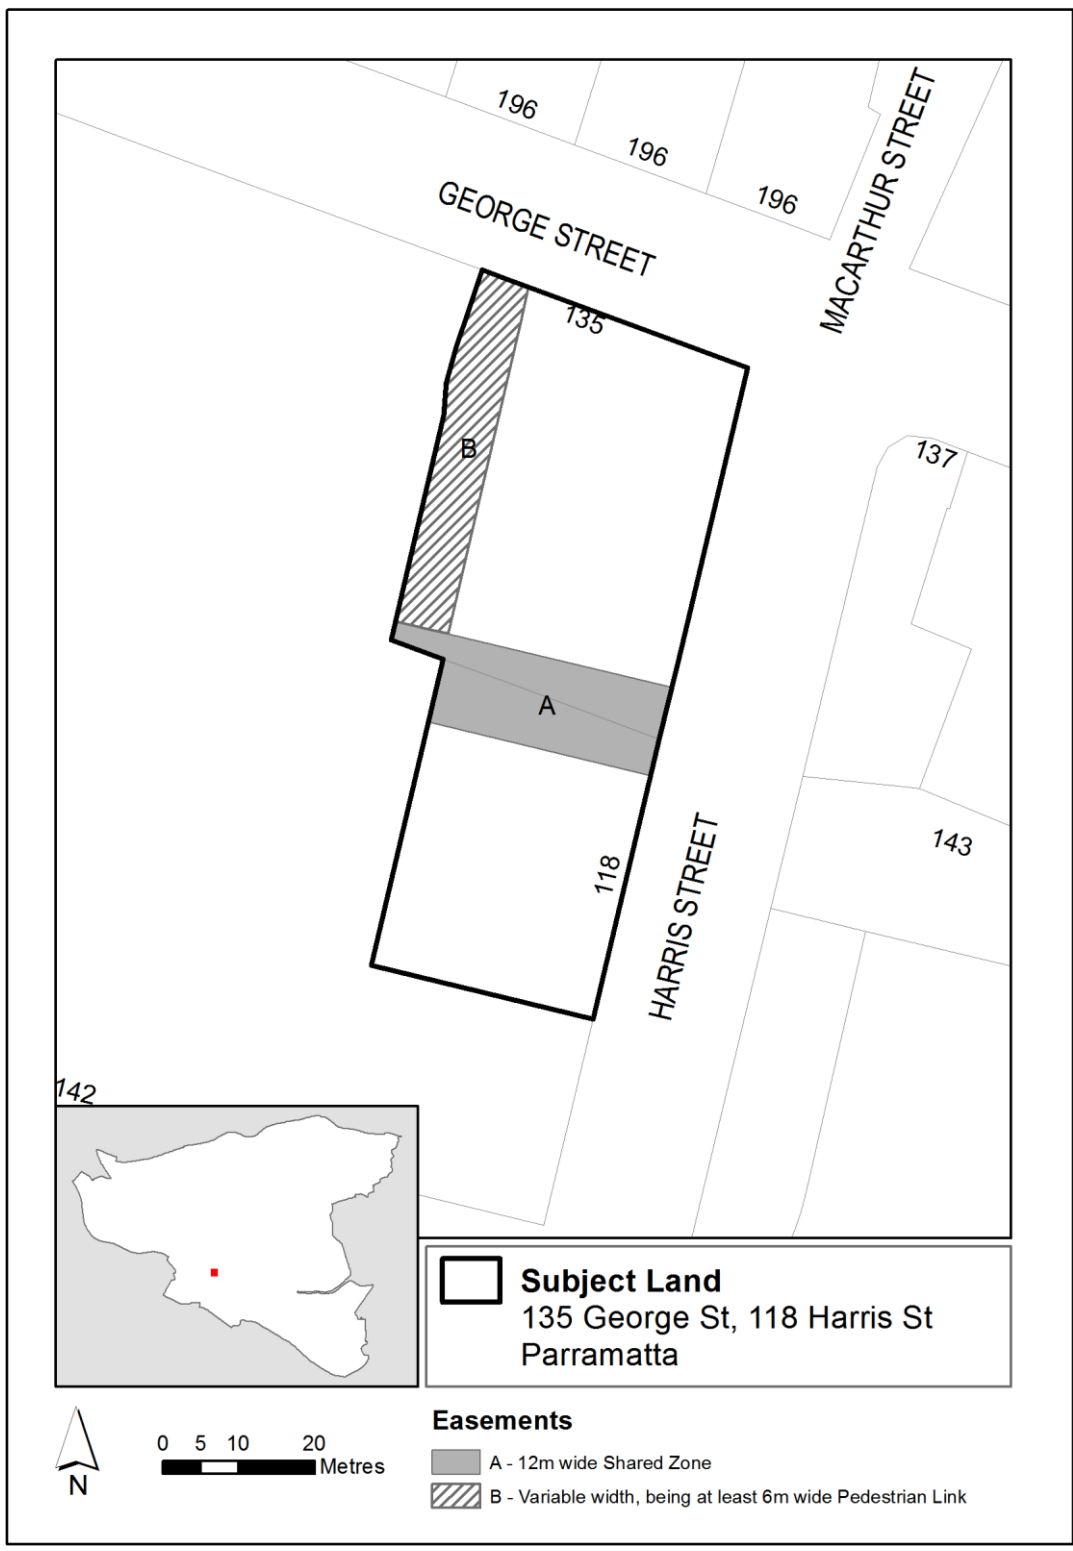 196
196
196
GEORGE STREET
MACARTHUR STREET
135
137
B
A
143
118
HARRIS STREET
142
Subject Land
135 George St, 118 Harris St
Parramatta
Easements
A - 12m wide Shared Zone
B - Variable width, being at least 6m wide Pedestrian Link
N
0 5 10 20
Metres